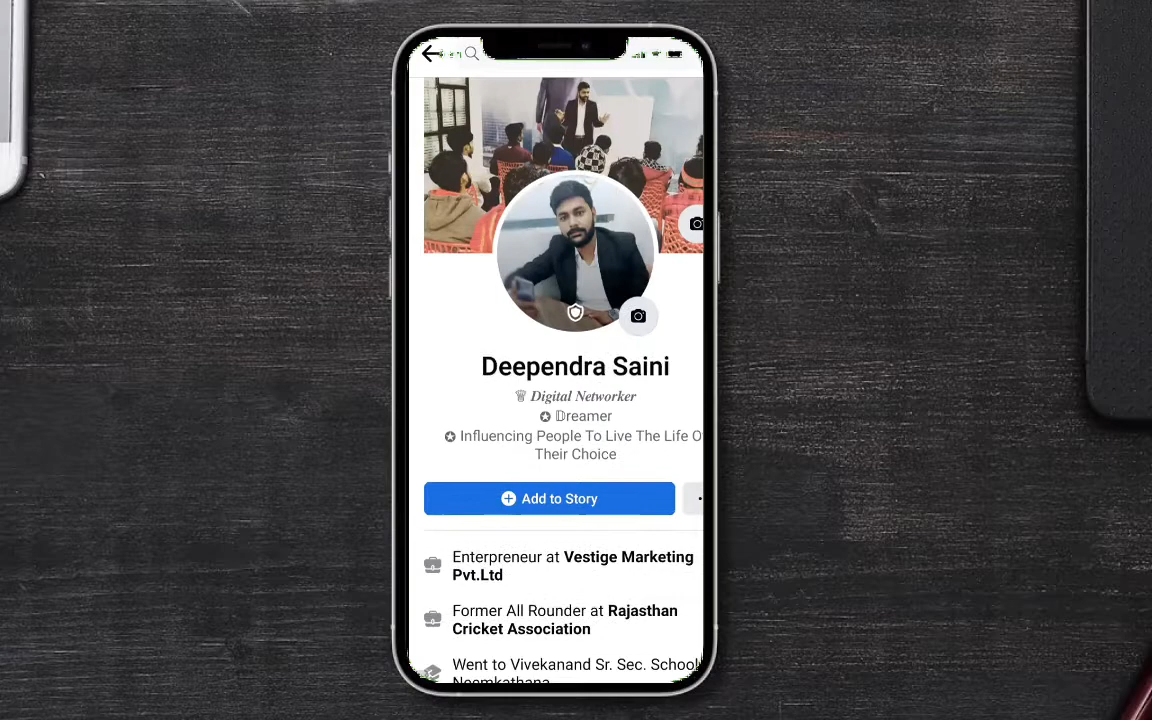 Deependra Saini
♕ 𝑫𝒊𝒈𝒊𝒕𝒂𝒍 𝑵𝒆𝒕𝒘𝒐𝒓𝒌𝒆𝒓
✪ 𝔻reamer
✪ Influencing People To Live The Life O
Their Choice
Add to Story
Enterpreneur at Vestige Marketing
Pvt.Ltd
Former All Rounder at Rajasthan
Cricket Association
Went to Vivekanand Sr. Sec. School
Neemkathana